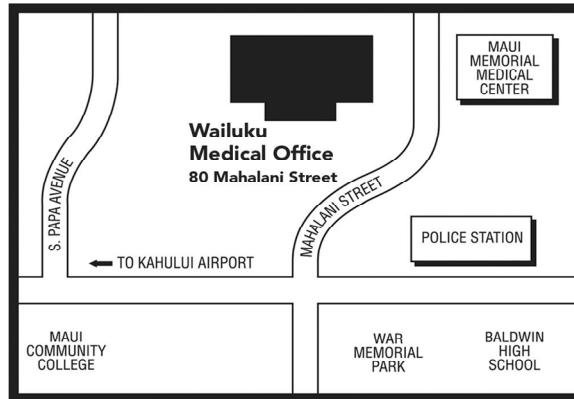 MAUI
MEMORIAL
MEDICAL
CENTER
Wailuku
Medical Office
80 Mahalani Street
S. PAPA AVENUE
MAHALANI STREET
POLICE STATION
TO KAHULUI AIRPORT
MAUI
COMMUNITY
COLLEGE
WAR
MEMORIAL
PARK
BALDWIN
HIGH
SCHOOL